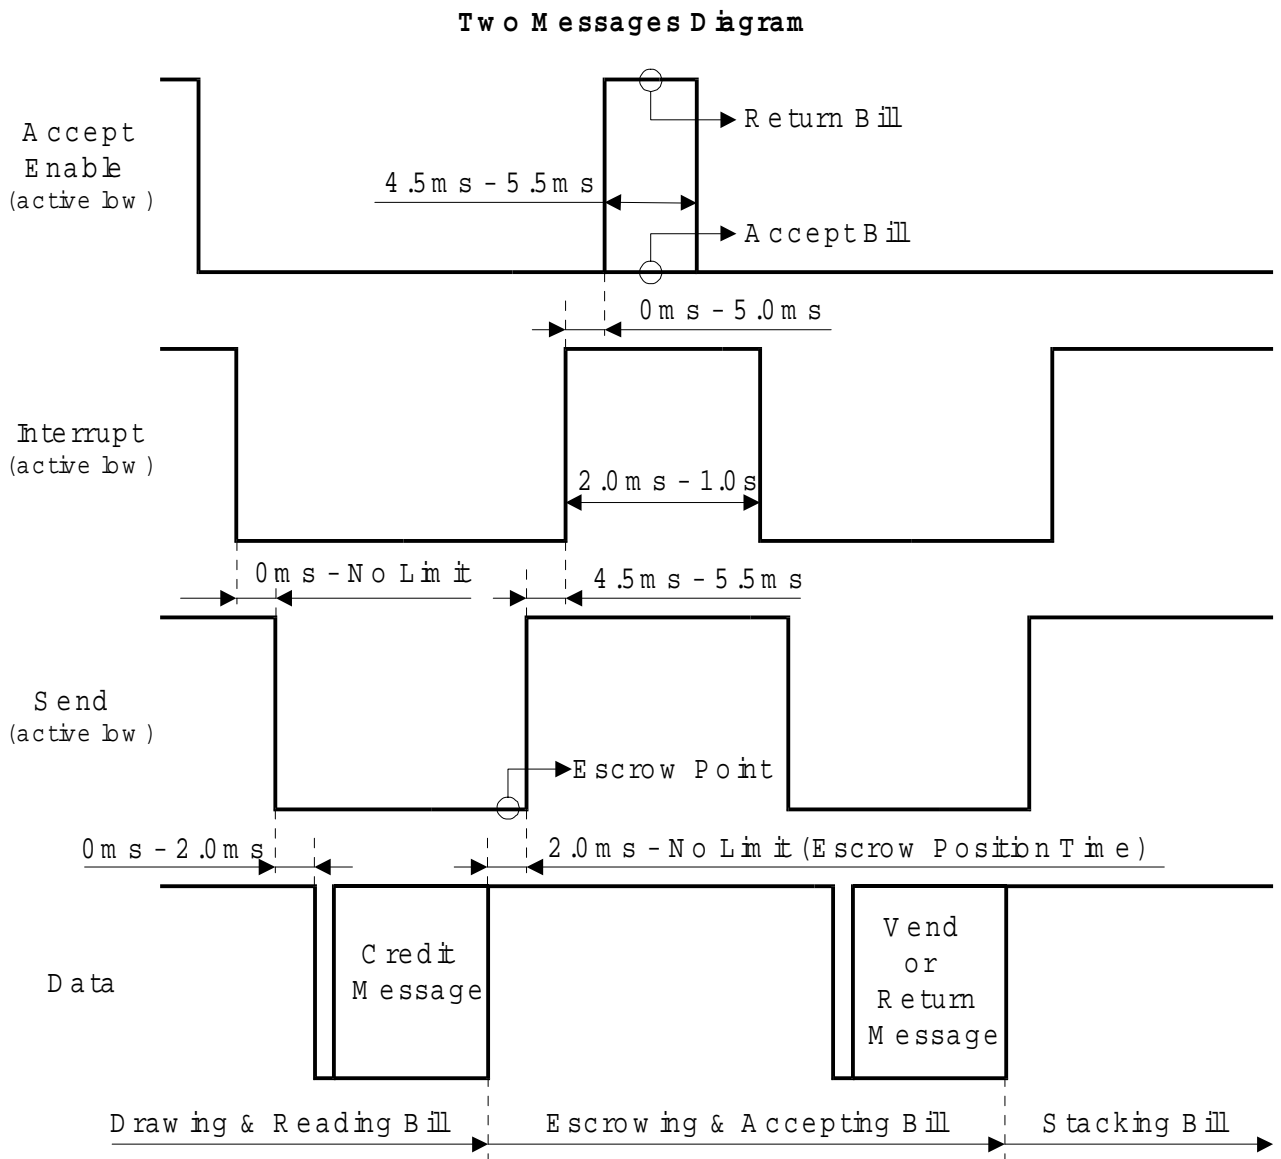 Two Messages Diagram
Return Bill
Accept
Enable
(active low)
4.5ms - 5.5ms
Accept Bill
0ms - 5.0ms
Interrupt
(active low)
2.0ms - 1.0s
0ms - No Limit
4.5ms - 5.5ms
Send
(active low)
Escrow Point
0ms - 2.0ms
2.0ms - No Limit (Escrow Position Time)
Data
Credit
Message
Vend
or
Return
Message
Drawing & Reading Bill
Escrowing & Accepting Bill
Stacking Bill